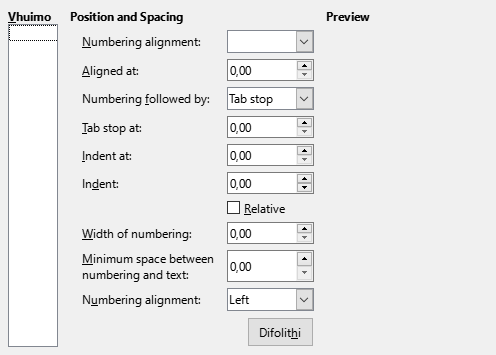 Vhuimo
Position and Spacing
Preview
Numbering alignment:
Aligned at: 0,00
Numbering followed by: Tab stop
Tab stop at: 0,00
Indent at: 0,00
Indent: 0,00
Relative
Width of numbering: 0,00
Minimum space between
numbering and text: 0,00
Numbering alignment: Left
Difolithi